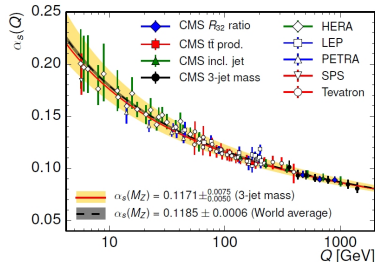 αs(Q)
0.25
0.20
0.15
0.10
0.05
CMS R32 ratio
CMS tt̄ prod.
CMS incl. jet
CMS 3-jet mass
HERA
LEP
PETRA
SPS
Tevatron
αs(MZ) = 0.1171±0.0075 0.0050 (3-jet mass)
αs(MZ) = 0.1185 ± 0.0006 (World average)
10
100
1000
Q [GeV]